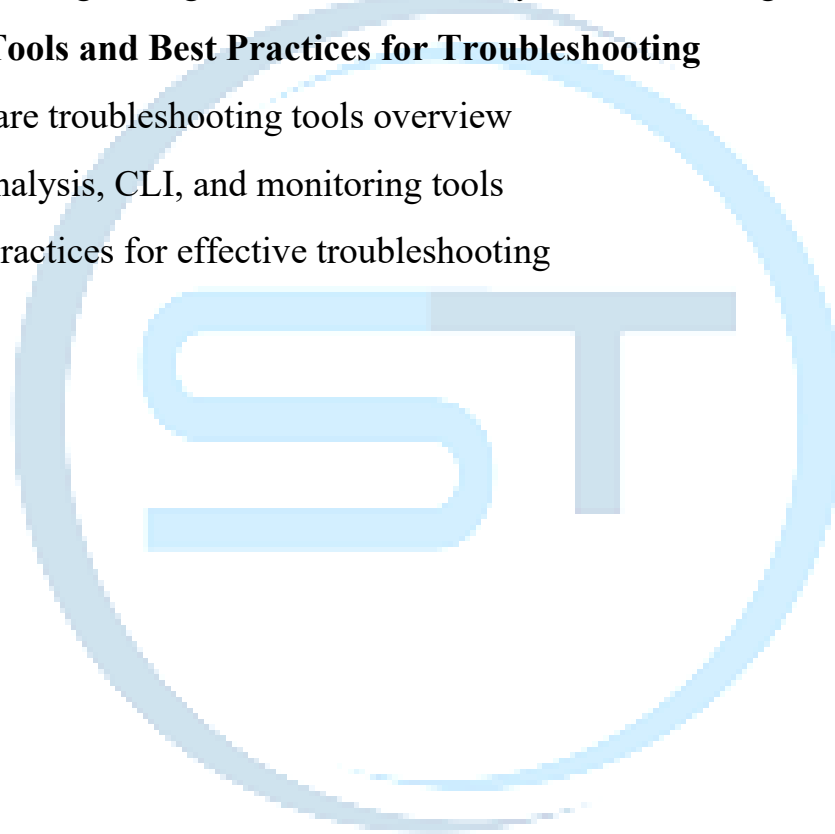 Tools and Best Practices for Troubleshooting
are troubleshooting tools overview
nalysis, CLI, and monitoring tools
ractices for effective troubleshooting
ST